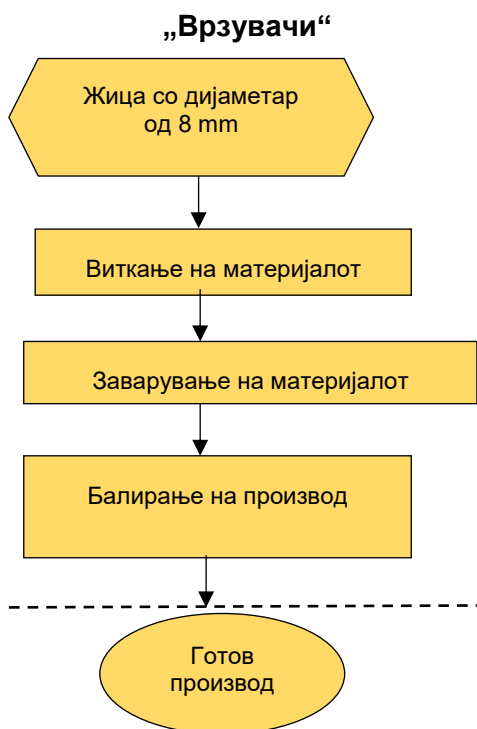 „Врзувачи“
Жица со дијаметар
од 8 mm
Виткање на материјалот
Заварување на материјалот
Балирање на производ
Готов
производ